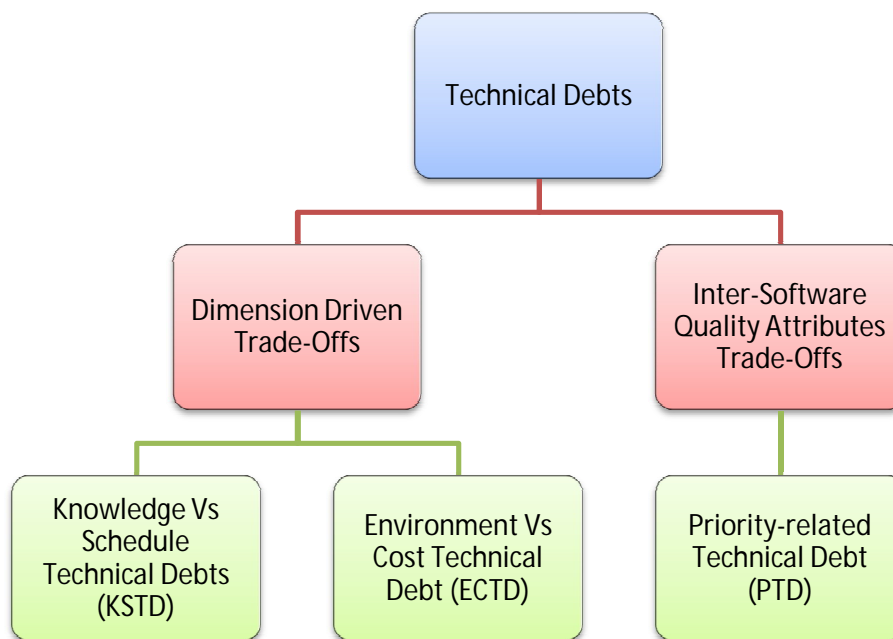 Technical Debts
Dimension Driven
Trade-Offs
Inter-Software
Quality Attributes
Trade-Offs
Knowledge Vs
Schedule
Technical Debts
(KSTD)
Environment Vs
Cost Technical
Debt (ECTD)
Priority-related
Technical Debt
(PTD)